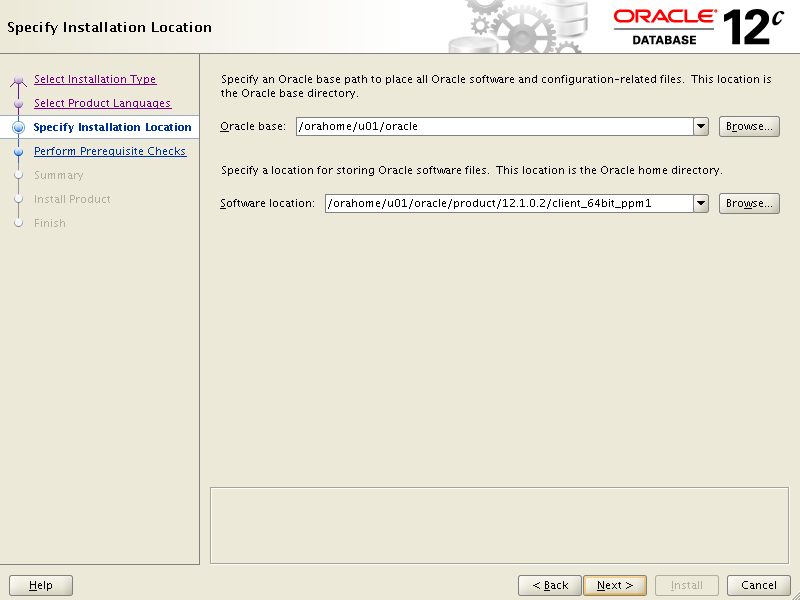 Specify Installation Location
ORACLE®
DATABASE
12c
Select Installation Type
Select Product Languages
Specify Installation Location
Perform Prerequisite Checks
Summary
Install Product
Finish
Specify an Oracle base path to place all Oracle software and configuration-related files. This location is
the Oracle base directory.
Oracle base: /orahome/u01/oracle Browse...
Specify a location for storing Oracle software files. This location is the Oracle home directory.
Software location: /orahome/u01/oracle/product/12.1.0.2/client_64bit_ppm1 Browse...
Help < Back Next > Install Cancel